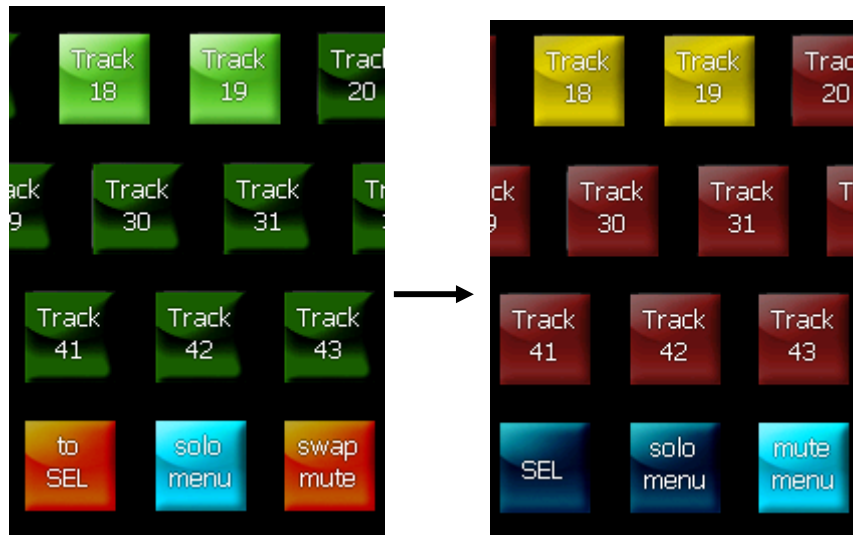 Track Track
18 19 20
Track Track
30 31
Track Track Track
41 42 43
to solo swap
SEL menu mute
Track Track
18 19 20
Track Track
30 31
Track Track Track
41 42 43
SEL solo mute
menu menu